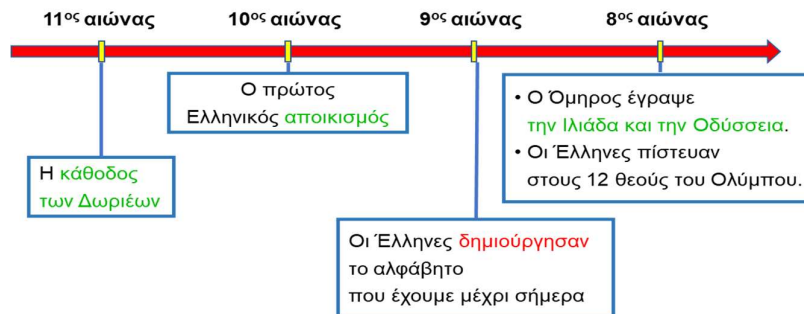 11ος αιώνας
10ος αιώνας
9ος αιώνας
8ος αιώνας
Η κάθοδος
των Δωριέων
Ο πρώτος
Ελληνικός αποικισμός
Οι Έλληνες δημιούργησαν
το αλφάβητο
που έχουμε μέχρι σήμερα
• Ο Όμηρος έγραψε
την Ιλιάδα και την Οδύσσεια.
• Οι Έλληνες πίστευαν
στους 12 θεούς του Ολύμπου.